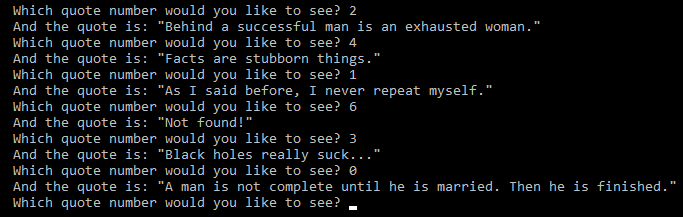 Which quote number would you like to see? 2
And the quote is: "Behind a successful man is an exhausted woman."
Which quote number would you like to see? 4
And the quote is: "Facts are stubborn things."
Which quote number would you like to see? 1
And the quote is: "As I said before, I never repeat myself."
Which quote number would you like to see? 6
And the quote is: "Not found!"
Which quote number would you like to see? 3
And the quote is: "Black holes really suck..."
Which quote number would you like to see? 0
And the quote is: "A man is not complete until he is married. Then he is finished."
Which quote number would you like to see?